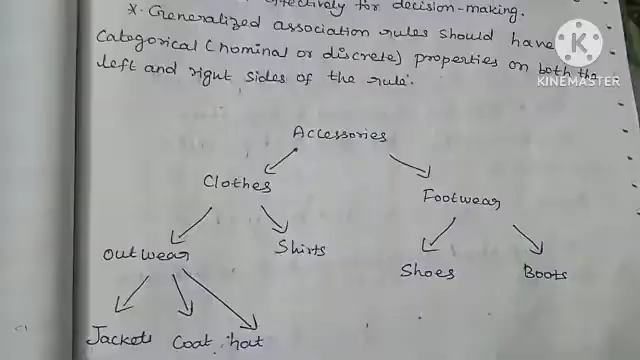 effectively for decision-making.
*. Generalized association rules should have
categorical (nominal or discrete) properties on both the
left and right sides of the rule.
K
KINEMASTER
Accessories
Clothes
Footwear
Outwear
Shirts
Shoes
Boots
Jackets Coat hat